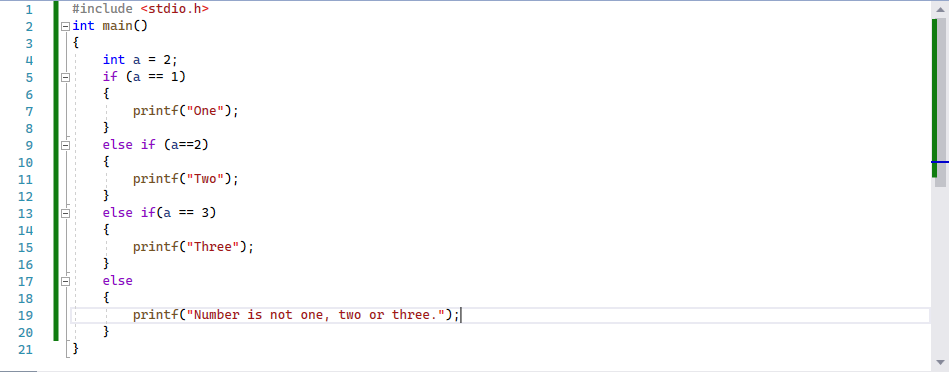 1 #include <stdio.h>
2 int main()
3 {
4     int a = 2;
5     if (a == 1)
6     {
7         printf("One");
8     }
9     else if (a==2)
10     {
11         printf("Two");
12     }
13     else if(a == 3)
14     {
15         printf("Three");
16     }
17     else
18     {
19         printf("Number is not one, two or three.");
20     }
21 }